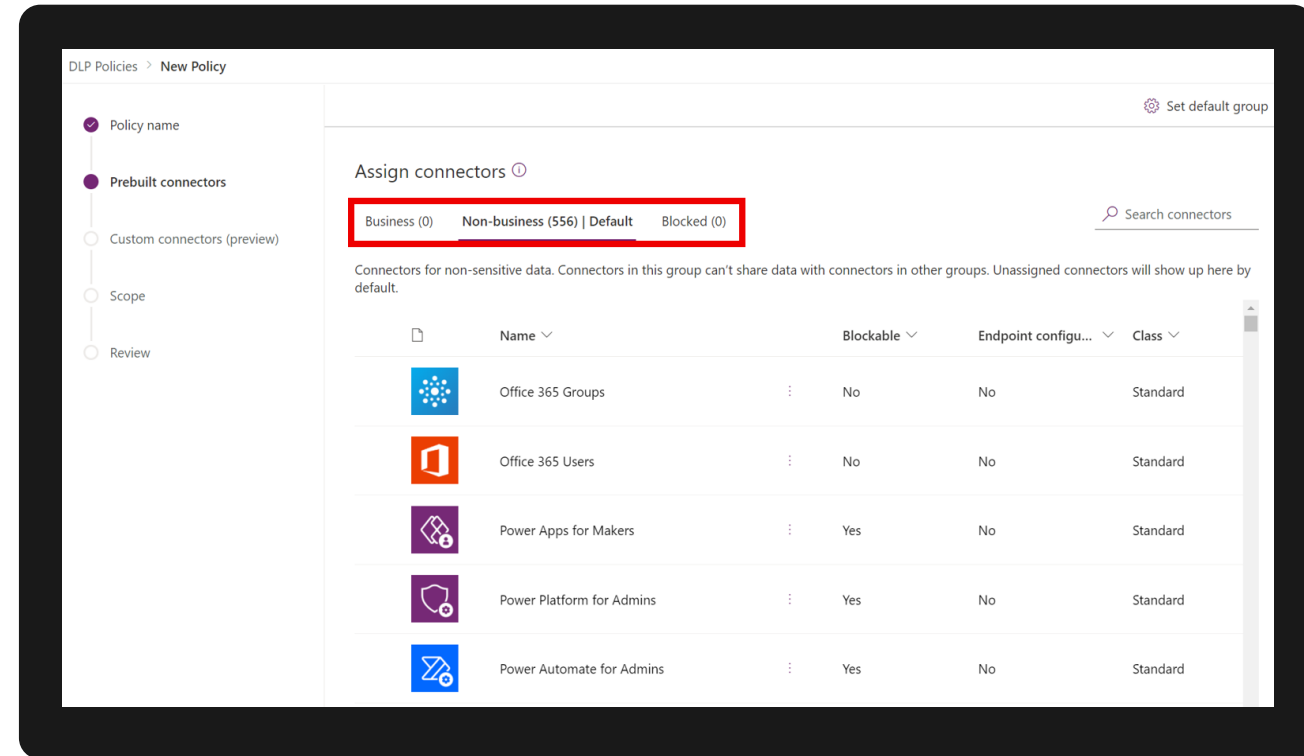 DLP Policies > New Policy
Set default group
Policy name
Prebuilt connectors
Custom connectors (preview)
Scope
Review
Assign connectors
Business (0) Non-business (556) | Default Blocked (0)
Search connectors
Connectors for non-sensitive data. Connectors in this group can't share data with connectors in other groups. Unassigned connectors will show up here by
default.
Name Blockable Endpoint configu... Class
Office 365 Groups No No Standard
Office 365 Users No No Standard
Power Apps for Makers Yes No Standard
Power Platform for Admins Yes No Standard
Power Automate for Admins Yes No Standard